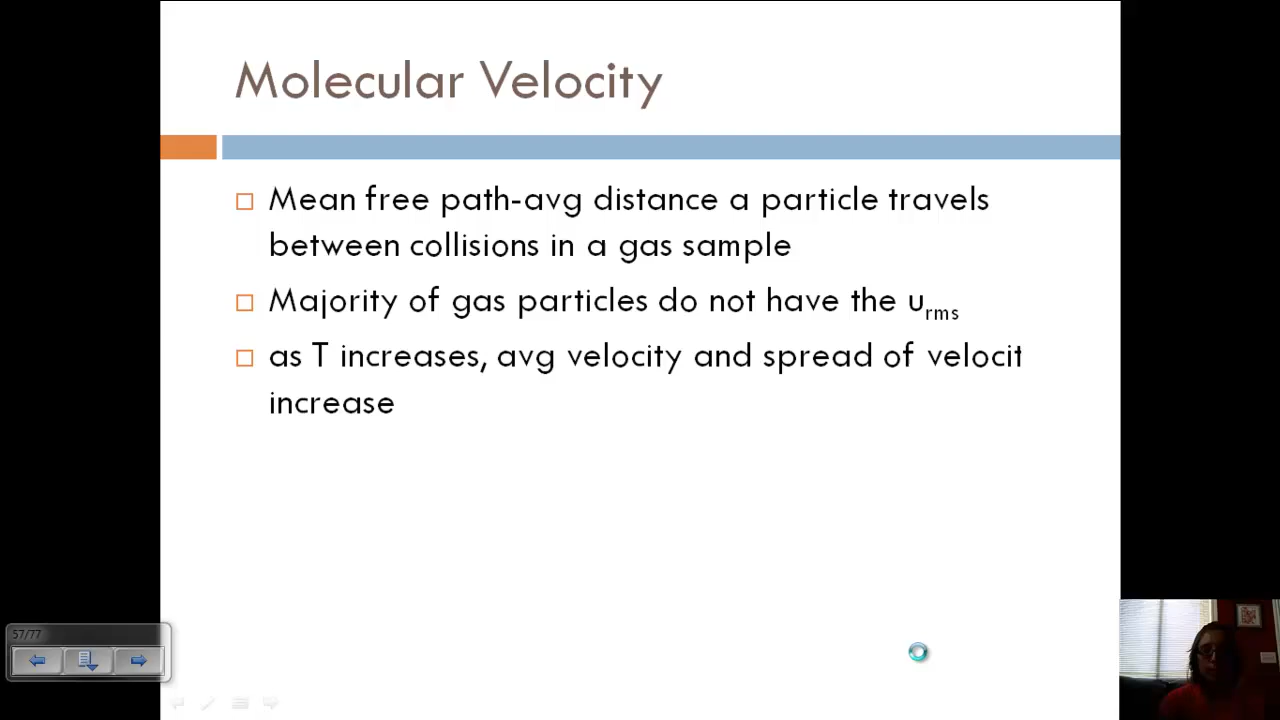 Molecular Velocity
Mean free path-avg distance a particle travels
between collisions in a gas sample
Majority of gas particles do not have the urms
as T increases, avg velocity and spread of velocit
increase
57/77